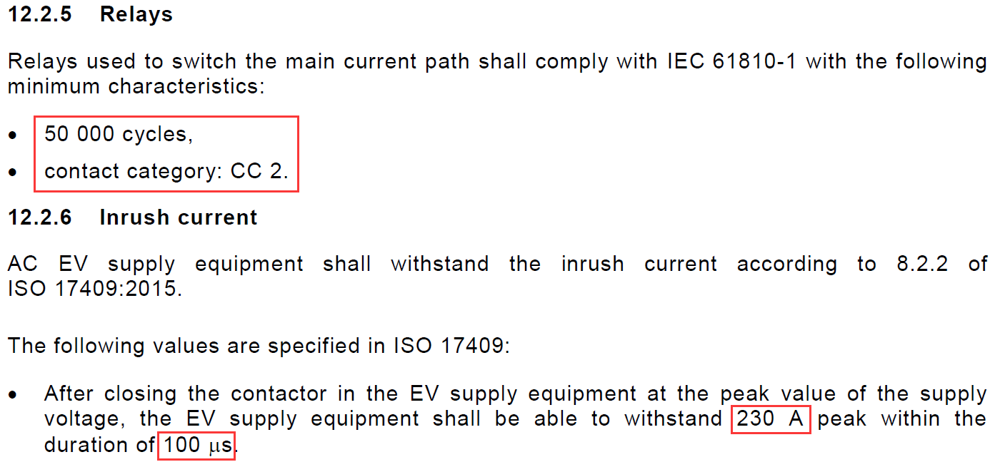 12.2.5 Relays
Relays used to switch the main current path shall comply with IEC 61810-1 with the following
minimum characteristics:
• 50 000 cycles,
• contact category: CC 2.
12.2.6 Inrush current
AC EV supply equipment shall withstand the inrush current according to 8.2.2 of
ISO 17409:2015.
The following values are specified in ISO 17409:
• After closing the contactor in the EV supply equipment at the peak value of the supply
voltage, the EV supply equipment shall be able to withstand 230 A peak within the
duration of 100 μs.